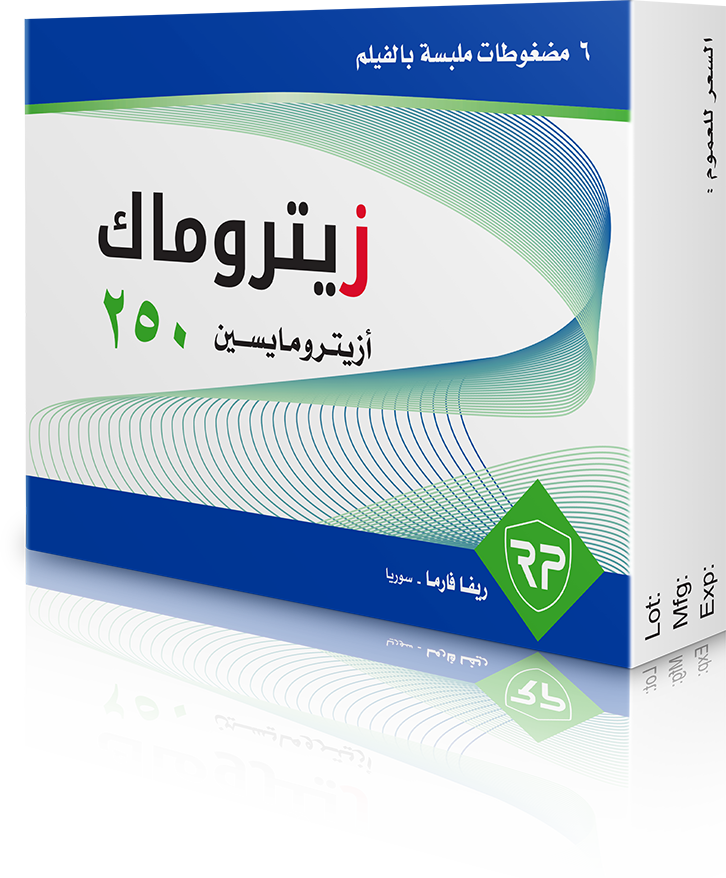 ٦ مضغوطات ملبسة بالفيلم
زيتروماك
أزيترومايسين ٢٥٠
ريفا فارما - سوريا
RP
السعر للعموم :
Lot:
Mfg:
Exp: